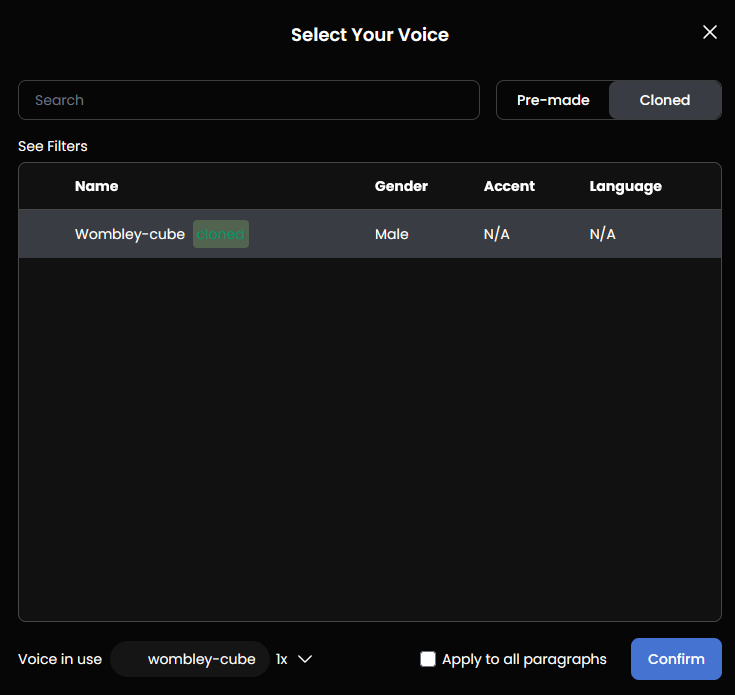 Select Your Voice
Search
Pre-made
Cloned
See Filters
Name Gender Accent Language
Wombley-cube cloned Male N/A N/A
Voice in use wombley-cube 1x Apply to all paragraphs Confirm